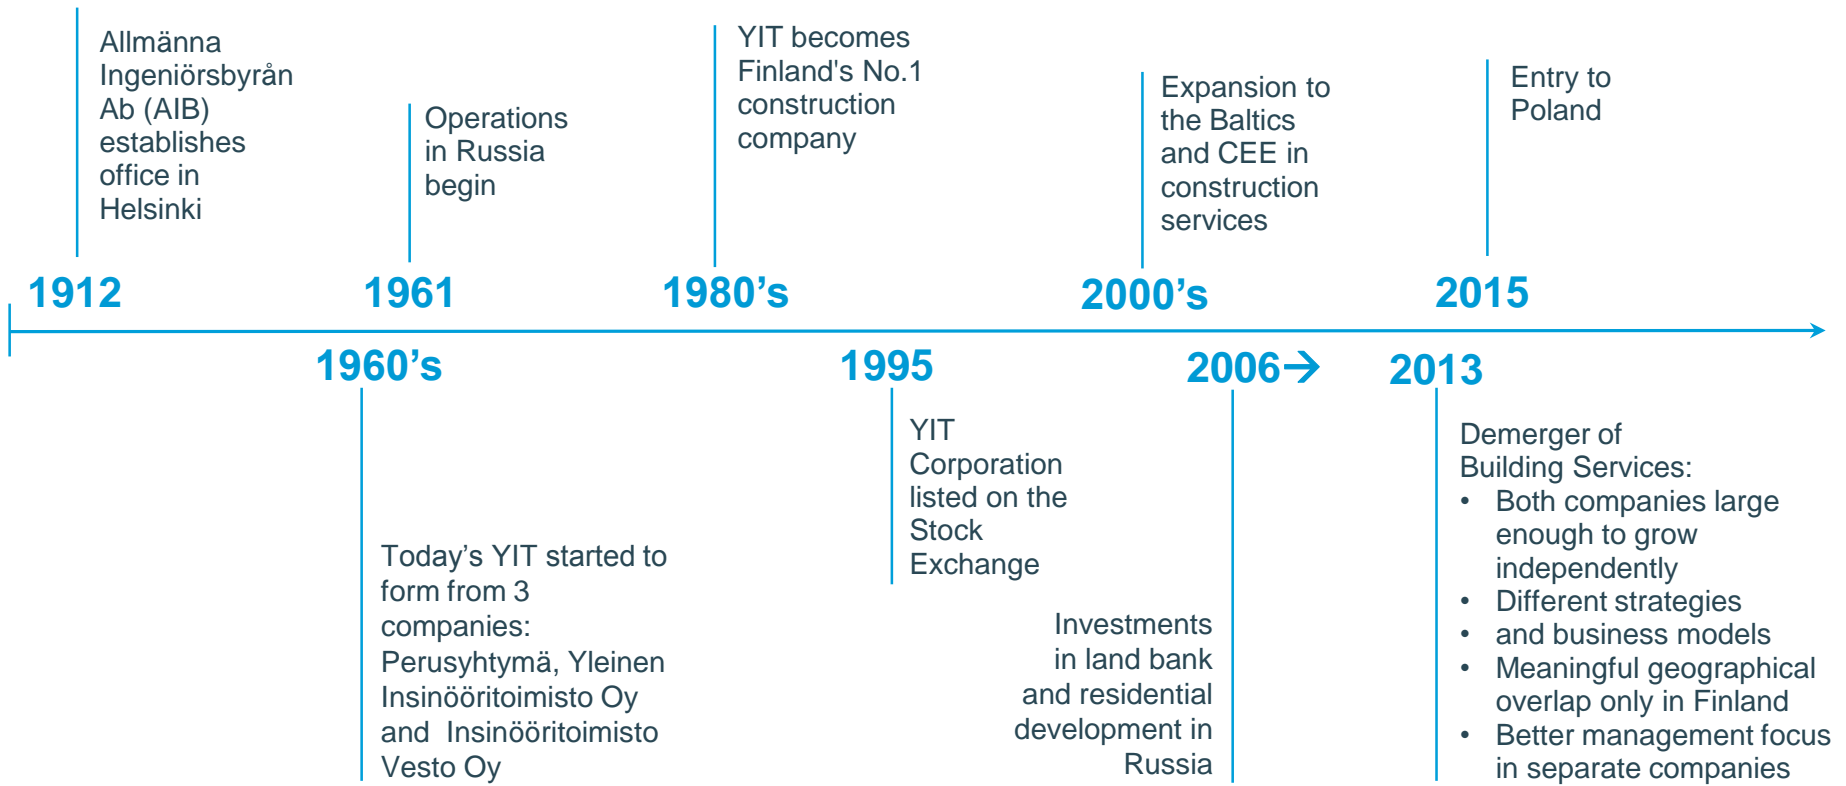 Allmänna
Ingeniörsbyrån
Ab (AIB)
establishes
office in
Helsinki
1912
Operations
in Russia
begin
1961
YIT becomes
Finland's No.1
construction
company
1980’s
Expansion to
the Baltics
and CEE in
construction
services
2000’s
Entry to
Poland
2015
1960’s
Today’s YIT started to
form from 3
companies:
Perusyhtymä, Yleinen
Insinööritoimisto Oy
and Insinööritoimisto
Vesto Oy
1995
YIT
Corporation
listed on the
Stock
Exchange
2006→
Investments
in land bank
and residential
development in
Russia
2013
Demerger of
Building Services:
• Both companies large
enough to grow
independently
• Different strategies
• and business models
• Meaningful geographical
overlap only in Finland
• Better management focus
in separate companies